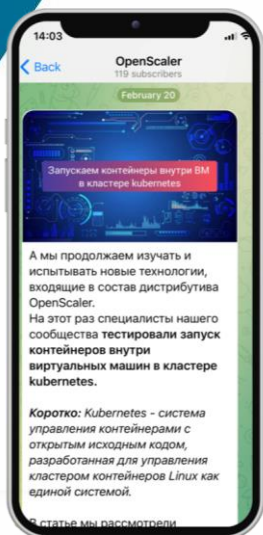 14:03
Back
OpenScaler
119 subscribers
February 20
Запускаем контейнеры внутри ВМ
в кластере kubernetes
А мы продолжаем изучать и
испытывать новые технологии,
входящие в состав дистрибутива
OpenScaler.
На этот раз специалисты нашего
сообщества тестировали запуск
контейнеров внутри
виртуальных машин в кластере
kubernetes.
Коротко: Kubernetes - система
управления контейнерами с
открытым исходным кодом,
разработанная для управления
кластером контейнеров Linux как
единой системой.
В статье мы рассмотрели